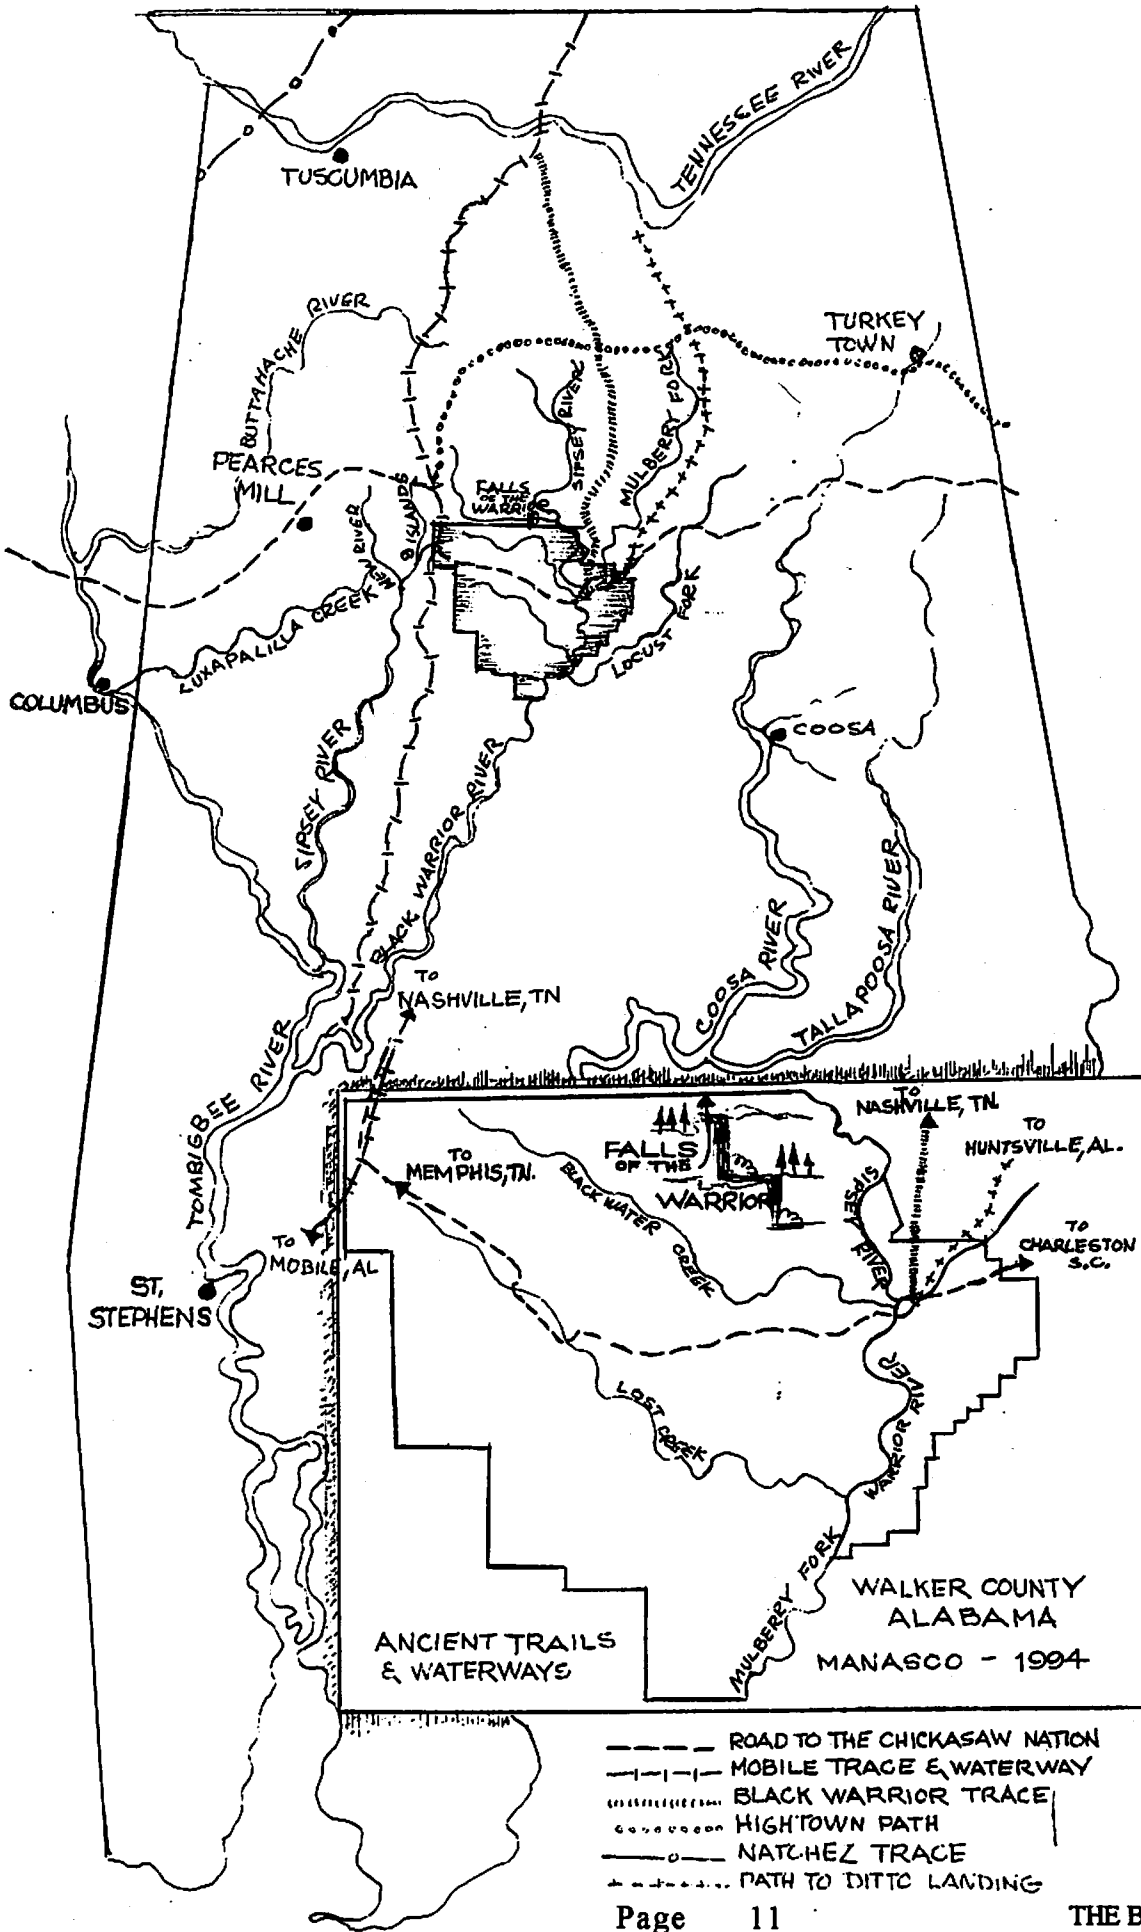 TENNESSEE RIVER
TUSCUMBIA
BUTTAHACHE RIVER
TURKEY
TOWN
PEARCES
MILL
SIPSEY RIVER
MULBERRY FORK
FALLS
OF THE
WARRIOR
8 ISLANDS
NEW RIVER
LUXAPALILLA CREEK
LOCUST FORK
COLUMBUS
COOSA
SIPSEY RIVER
BLACK WARRIOR RIVER
COOSA RIVER
TALLAPOOSA RIVER
TO
NASHVILLE, TN
TOMBIGBEE RIVER
ST.
STEPHENS
TO
MOBILE, AL
TO
MEMPHIS, TN.
FALLS
OF THE
WARRIOR
BLACK WATER
CREEK
SIPSEY RIVER
TO
NASHVILLE, TN.
TO
HUNTSVILLE, AL.
TO
CHARLESTON
S.C.
LOST CREEK
WARRIOR RIVER
MULBERRY FORK
WALKER COUNTY
ALABAMA
MANASCO - 1994
ANCIENT TRAILS
& WATERWAYS
ROAD TO THE CHICKASAW NATION
MOBILE TRACE & WATERWAY
BLACK WARRIOR TRACE
HIGHTOWN PATH
NATCHEZ TRACE
PATH TO DITTO LANDING
Page 11
THE B